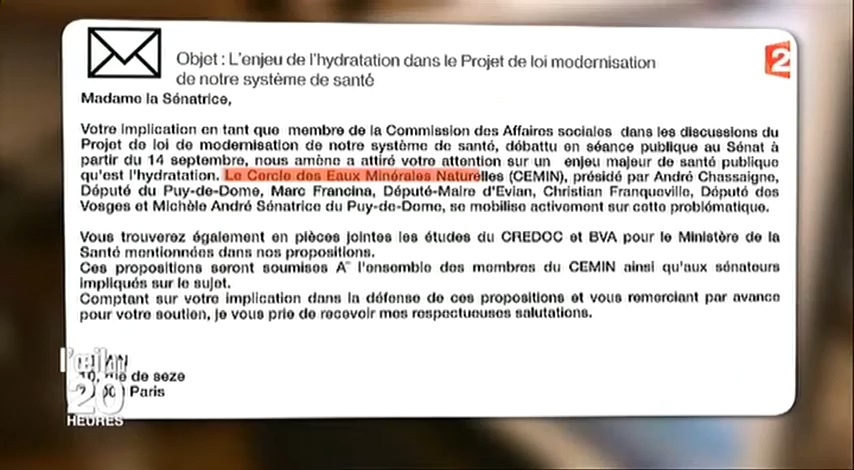 Objet : L'enjeu de l'hydratation dans le Projet de loi modernisation
de notre système de santé
2
Madame la Sénatrice,
Votre implication en tant que membre de la Commission des Affaires sociales dans les discussions du
Projet de loi de modernisation de notre système de santé, débattu en séance publique au Sénat à
partir du 14 septembre, nous amène a attiré votre attention sur un enjeu majeur de santé publique
qu'est l'hydratation. Le Cercle des Eaux Minérales Naturelles (CEMIN), présidé par André Chassaigne,
Député du Puy-de-Dome, Marc Francina, Député-Maire d'Evian, Christian Franqueville, Député des
Vosges et Michèle André Sénatrice du Puy-de-Dome, se mobilise activement sur cette problématique.
Vous trouverez également en pièces jointes les études du CREDOC et BVA pour le Ministère de la
Santé mentionnées dans nos propositions.
Ces propositions seront soumises A¨ l'ensemble des membres du CEMIN ainsi qu'aux sénateurs
impliqués sur le sujet.
Comptant sur votre implication dans la défense de ces propositions et vous remerciant par avance
pour votre soutien, je vous prie de recevoir mes respectueuses salutations.
10, rue de seze
Paris
l'œil du
20
HEURES